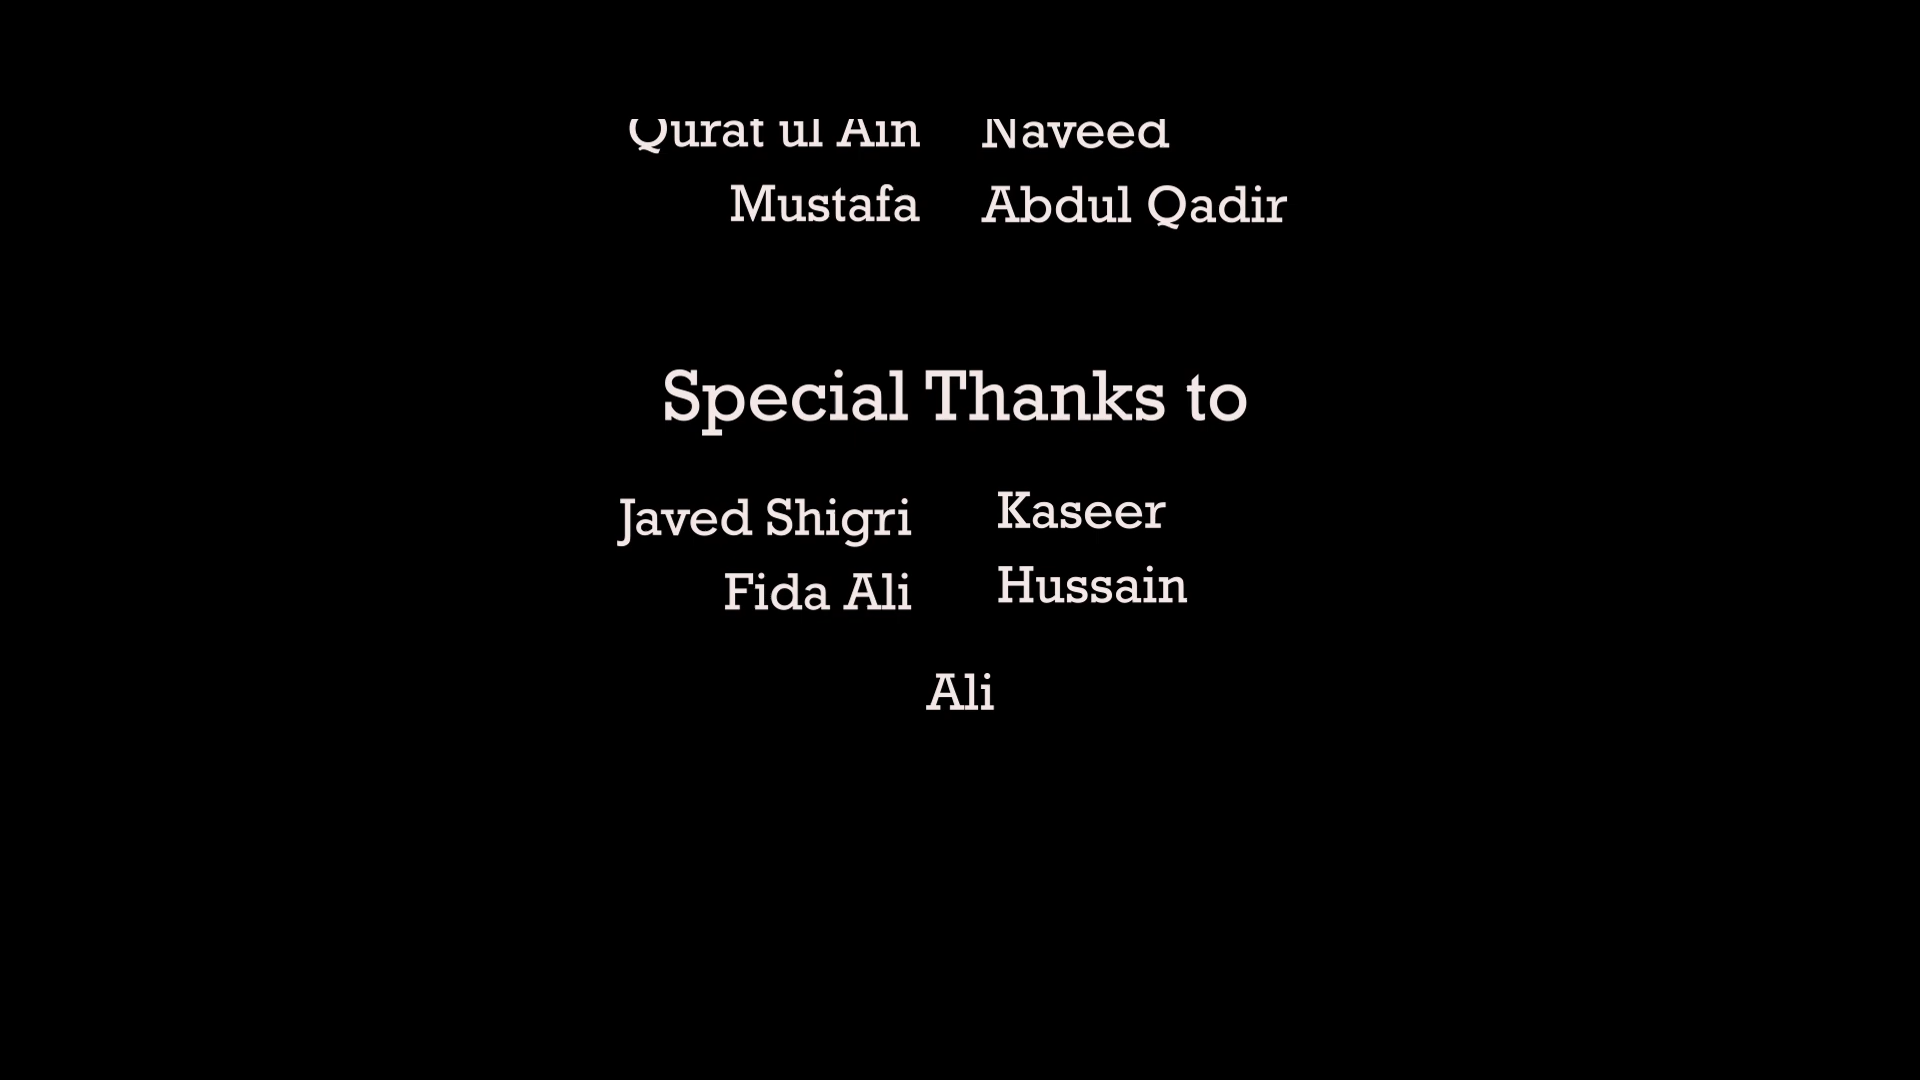 Qurat ul Ain Naveed
Mustafa Abdul Qadir
Special Thanks to
Javed Shigri Kaseer
Fida Ali Hussain
Ali